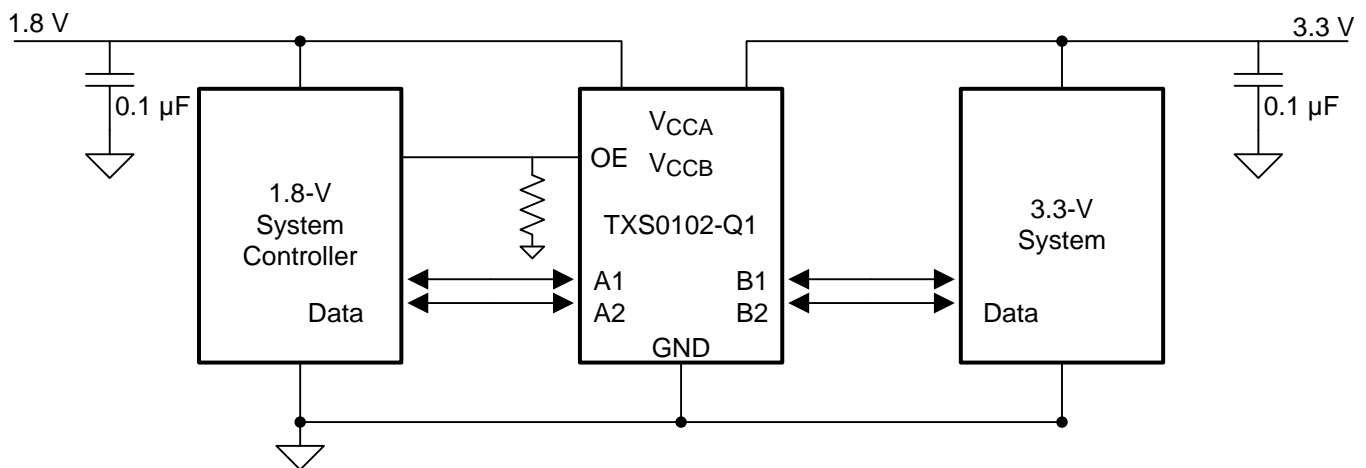 1.8 V
3.3 V
0.1 µF
0.1 µF
VCCA
OE
VCCB
1.8-V
System
Controller
TXS0102-Q1
3.3-V
System
A1
B1
A2
B2
Data
Data
GND